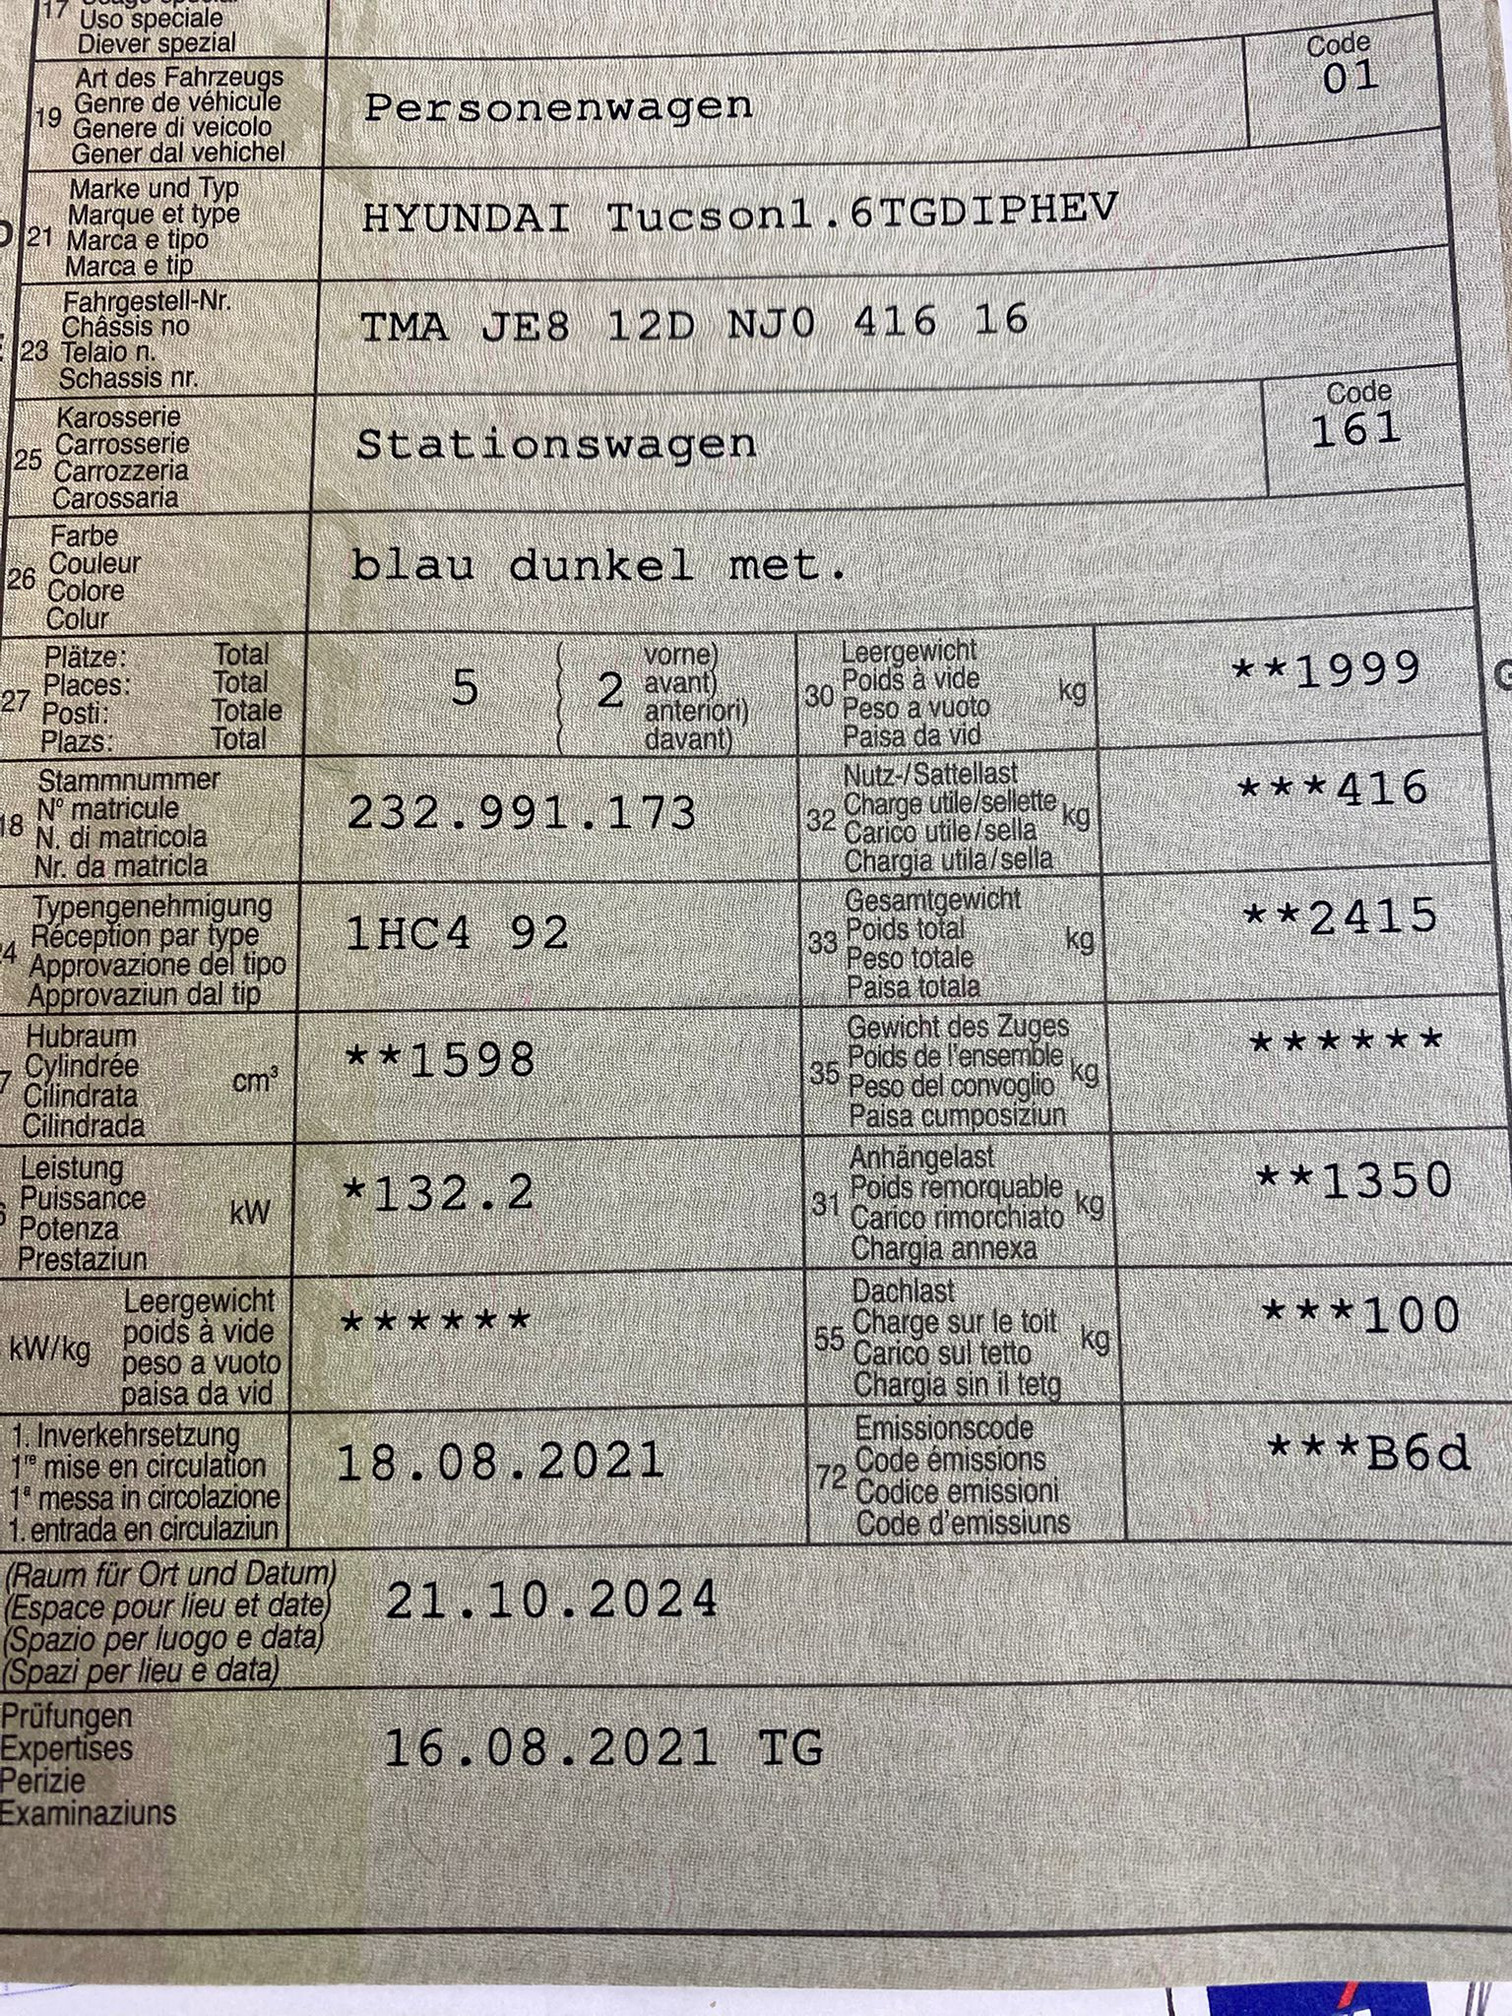 17 Uso speciale
Diever spezial
19 Art des Fahrzeugs
Genre de véhicule
Genere di veicolo
Gener dal vehichel
Personenwagen
Code
01
21 Marke und Typ
Marque et type
Marca e tipo
Marca e tip
HYUNDAI Tucson1.6TGDIPHEV
23 Fahrgestell-Nr.
Châssis no
Telaio n.
Schassis nr.
TMA JE8 12D NJ0 416 16
25 Karosserie
Carrosserie
Carrozzeria
Carossaria
Stationswagen
Code
161
26 Farbe
Couleur
Colore
Colur
blau dunkel met.
27 Plätze: Total
Places: Total
Posti: Totale
Plazs: Total
5 ( 2 vorne)
avant)
anteriori)
davant)
30 Leergewicht
Poids à vide kg
Peso a vuoto
Paisa da vid
**1999
18 Stammnummer
N° matricule
N. di matricola
Nr. da matricla
232.991.173
32 Nutz-/Sattellast
Charge utile/sellette kg
Carico utile/sella
Chargia utila/sella
***416
4 Typengenehmigung
Réception par type
Approvazione del tipo
Approvaziun dal tip
1HC4 92
33 Gesamtgewicht
Poids total kg
Peso totale
Paisa totala
**2415
7 Hubraum
Cylindrée cm³
Cilindrata
Cilindrada
**1598
35 Gewicht des Zuges
Poids de l'ensemble kg
Peso del convoglio
Paisa cumposiziun
******
Leistung
Puissance kW
Potenza
Prestaziun
*132.2
31 Anhängelast
Poids remorquable kg
Carico rimorchiato
Chargia annexa
**1350
kW/kg Leergewicht
poids à vide
peso a vuoto
paisa da vid
******
55 Dachlast
Charge sur le toit kg
Carico sul tetto
Chargia sin il tetg
***100
1. Inverkehrsetzung
1re mise en circulation
1a messa in circolazione
1. entrada en circulaziun
18.08.2021
72 Emissionscode
Code émissions
Codice emissioni
Code d'emissiuns
***B6d
(Raum für Ort und Datum)
(Espace pour lieu et date)
(Spazio per luogo e data)
(Spazi per lieu e data)
21.10.2024
Prüfungen
Expertises
Perizie
Examinaziuns
16.08.2021 TG